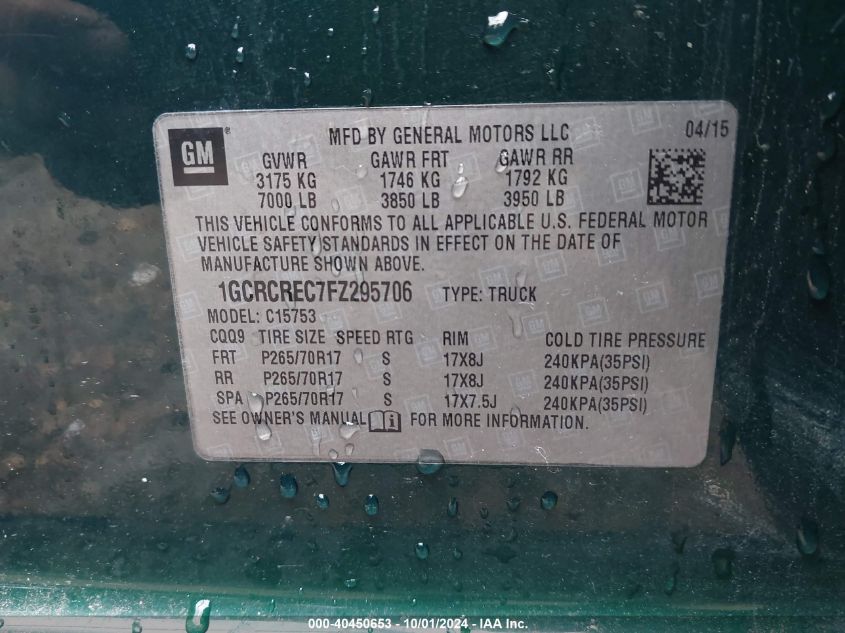 GM
MFD BY GENERAL MOTORS LLC 04/15
GVWR GAWR FRT GAWR RR
3175 KG 1746 KG 1792 KG
7000 LB 3850 LB 3950 LB
THIS VEHICLE CONFORMS TO ALL APPLICABLE U.S. FEDERAL MOTOR
VEHICLE SAFETY STANDARDS IN EFFECT ON THE DATE OF
MANUFACTURE SHOWN ABOVE.
1GCRCREC7FZ295706 TYPE: TRUCK
MODEL: C15753
CQQ9 TIRE SIZE SPEED RTG RIM COLD TIRE PRESSURE
FRT P265/70R17 S 17X8J 240KPA(35PSI)
RR P265/70R17 S 17X8J 240KPA(35PSI)
SPA P265/70R17 S 17X7.5J 240KPA(35PSI)
SEE OWNER'S MANUAL FOR MORE INFORMATION.
000-40450653 - 10/01/2024 - IAA Inc.